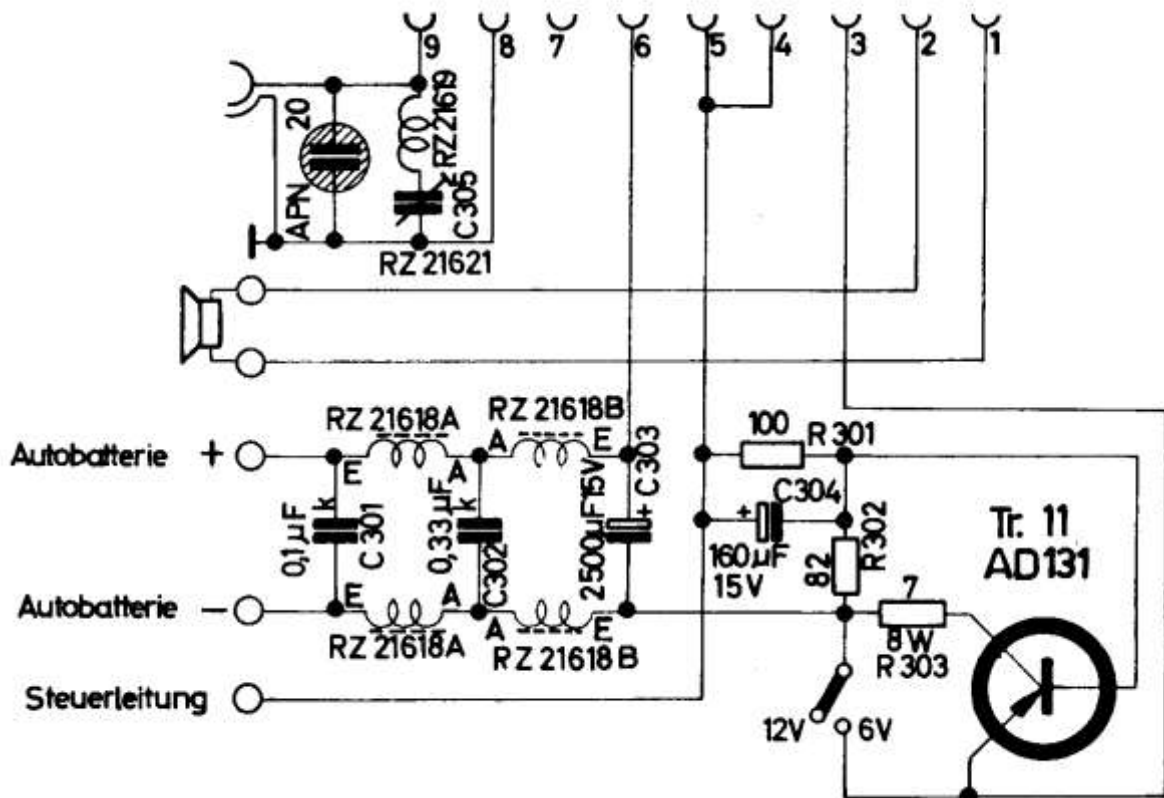 9 8 7 6 5 4 3 2 1
20
APN
RZ 21619
C305
RZ 21621
RZ 21618A
RZ 21618B
Autobatterie +
E
A
A
E
0,1µF
k
C301
0,33µF
k
C302
2500µF 15V
+ C303
100
R301
+
C304
160µF
15V
82
R302
Tr. 11
AD131
Autobatterie -
E
A
A
E
RZ 21618A
RZ 21618B
7
8W
R303
Steuerleitung
12V
6V